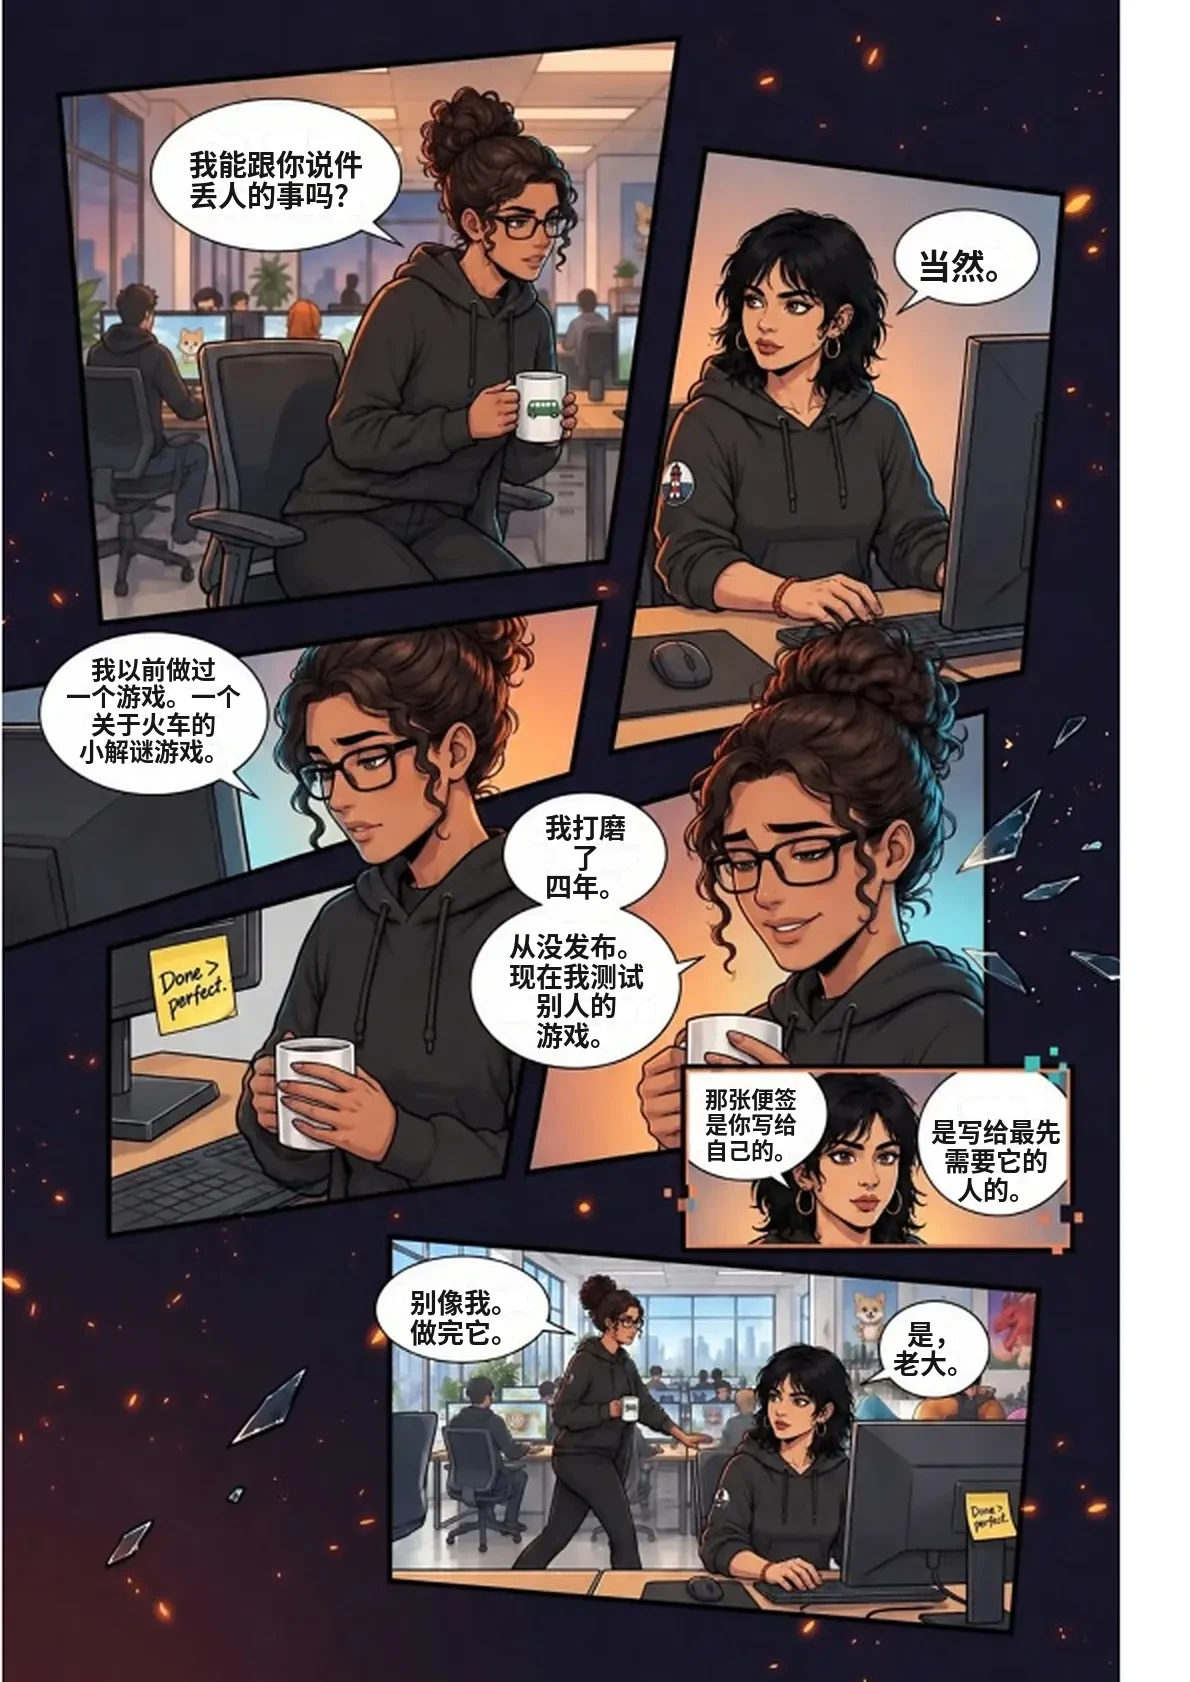 我能跟你说件
丢人的事吗?
当然。
我以前做过
一个游戏。一个
关于火车的
小解谜游戏。
我打磨
了
四年。
从没发布。
现在我测试
别人的
游戏。
Done >
perfect.
那张便签
是你写给
自己的。
是写给最先
需要它的
人的。
别像我。
做完它。
是，
老大。
Done >
perfect.